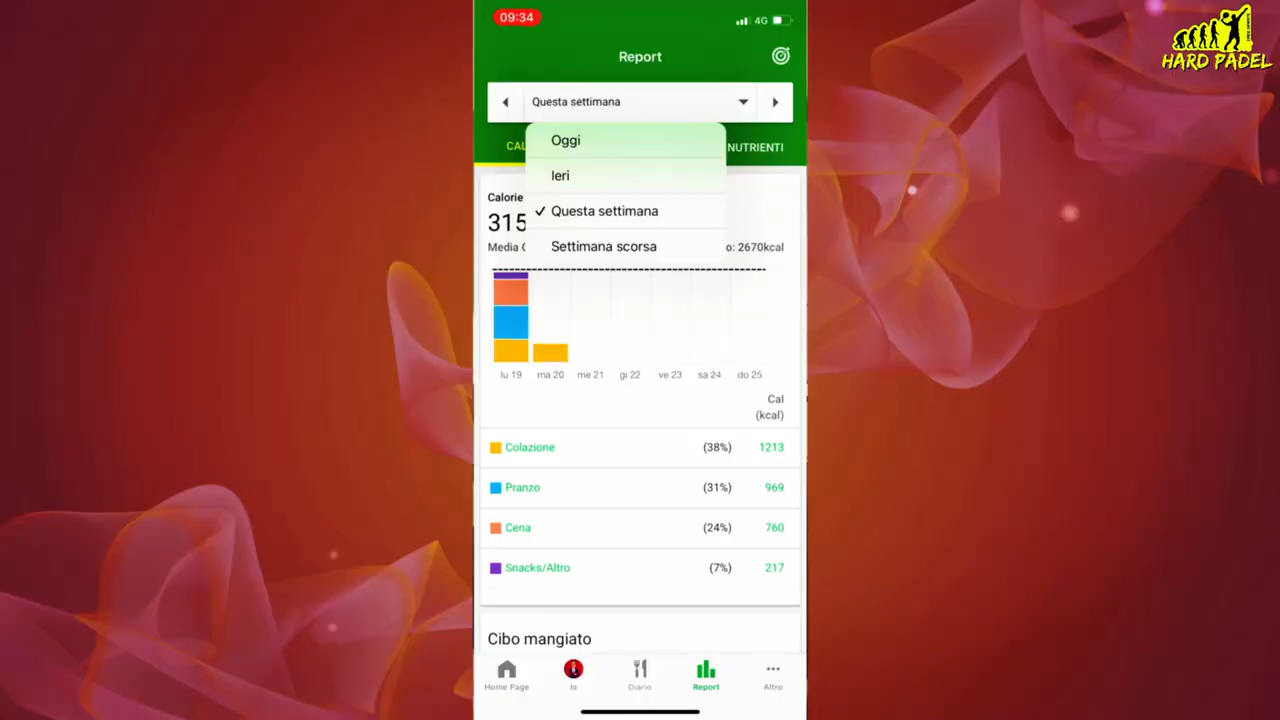 09:34
4G
HARD PADEL
Report
Questa settimana
Oggi
Ieri
Questa settimana
Settimana scorsa
CAL
NUTRIENTI
Calorie
315
Media
o: 2670kcal
lu 19 ma 20 me 21 gi 22 ve 23 sa 24 do 25
Cal
(kcal)
Colazione (38%) 1213
Pranzo (31%) 969
Cena (24%) 760
Snacks/Altro (7%) 217
Cibo mangiato
Home Page Io Diario Report Altro